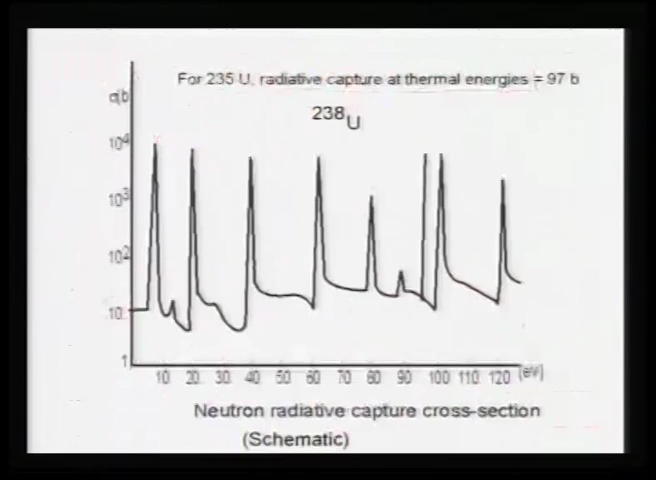 For 235 U, radiative capture at thermal energies = 97 b
σ(b
²³⁸U
10⁴
10³
10²
10
1
10 20 30 40 50 60 70 80 90 100 110 120 (eV)
Neutron radiative capture cross-section
(Schematic)